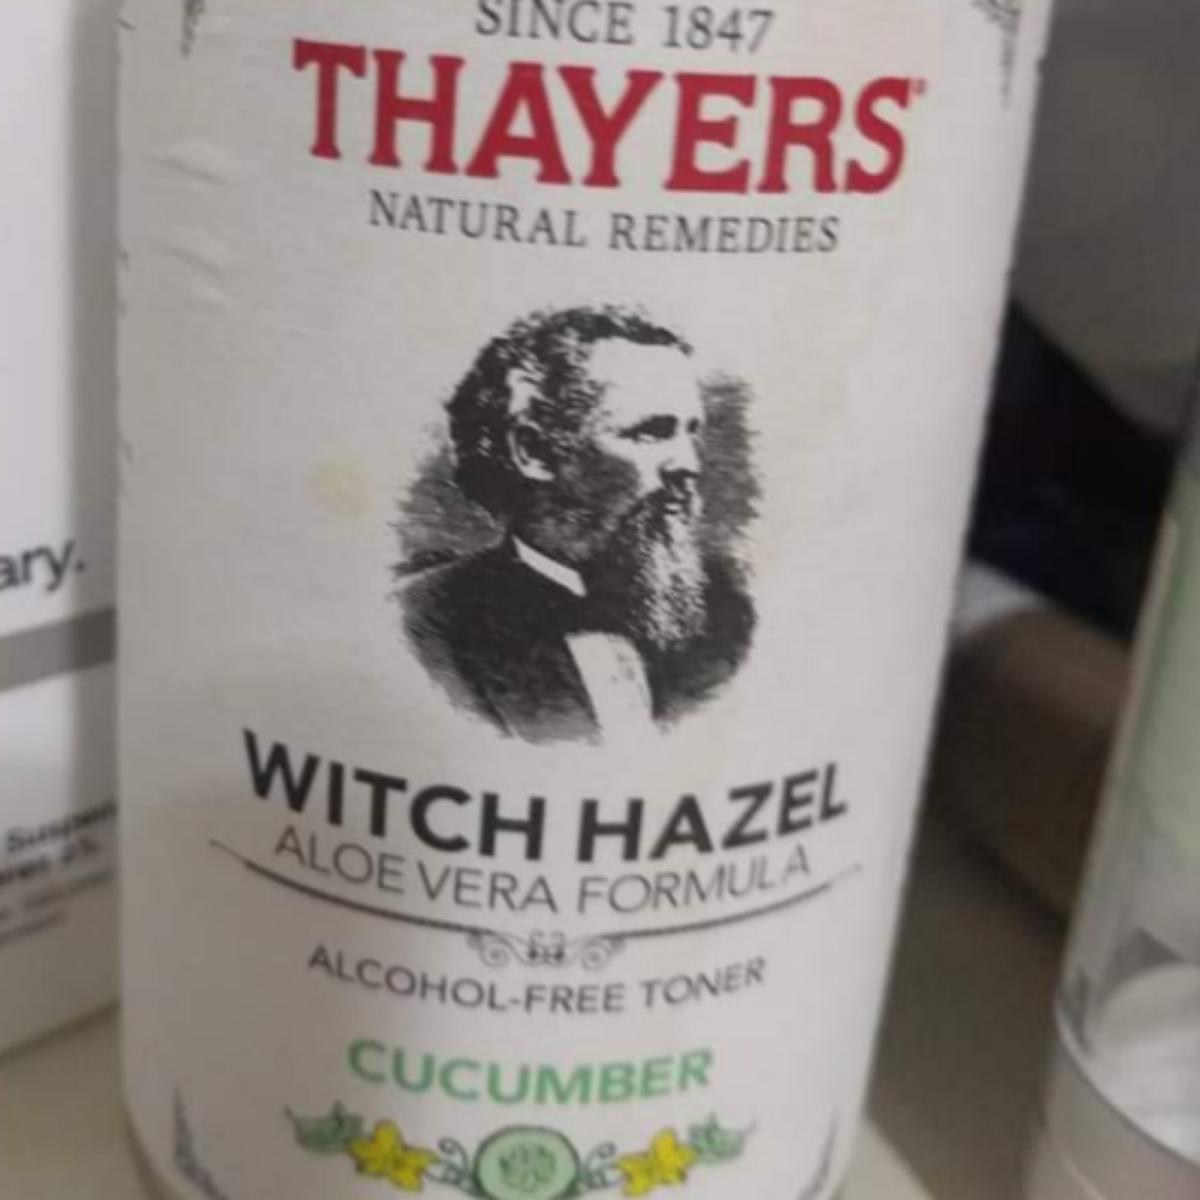 SINCE 1847
THAYERS
NATURAL REMEDIES
ary.
WITCH HAZEL
ALOE VERA FORMULA
ALCOHOL-FREE TONER
CUCUMBER